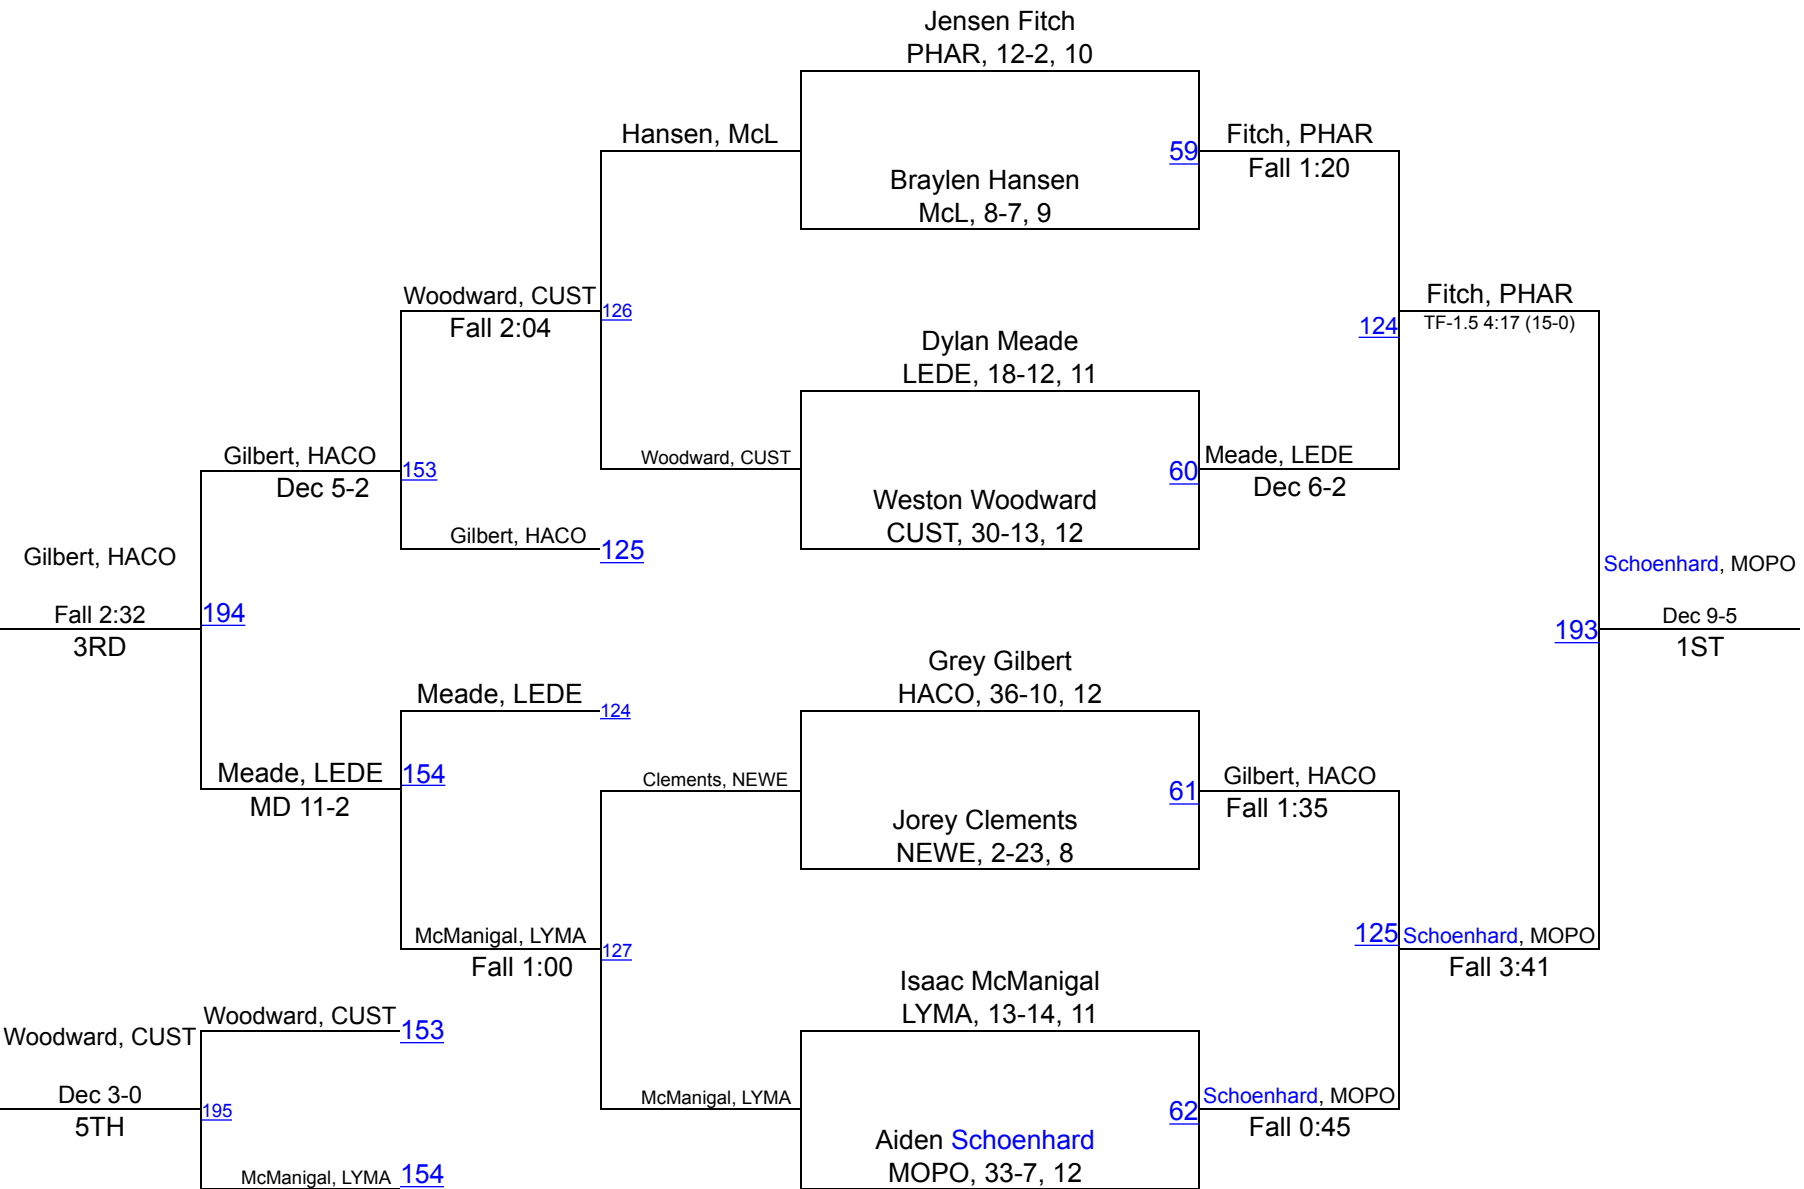 Jensen Fitch
PHAR, 12-2, 10
Hansen, McL
59
Fitch, PHAR
Fall 1:20
Braylen Hansen
McL, 8-7, 9
Woodward, CUST
Fall 2:04
126
Fitch, PHAR
TF-1.5 4:17 (15-0)
124
Dylan Meade
LEDE, 18-12, 11
Gilbert, HACO
Dec 5-2
153
Woodward, CUST
60
Meade, LEDE
Dec 6-2
Weston Woodward
CUST, 30-13, 12
Gilbert, HACO
125
Gilbert, HACO
Fall 2:32
3RD
194
Schoenhard, MOPO
Dec 9-5
1ST
193
Grey Gilbert
HACO, 36-10, 12
Meade, LEDE
124
Meade, LEDE
MD 11-2
154
Clements, NEWE
61
Gilbert, HACO
Fall 1:35
Jorey Clements
NEWE, 2-23, 8
McManigal, LYMA
Fall 1:00
127
125
Schoenhard, MOPO
Fall 3:41
Isaac McManigal
LYMA, 13-14, 11
Woodward, CUST
153
Woodward, CUST
Dec 3-0
5TH
195
McManigal, LYMA
62
Schoenhard, MOPO
Fall 0:45
Aiden Schoenhard
MOPO, 33-7, 12
McManigal, LYMA
154